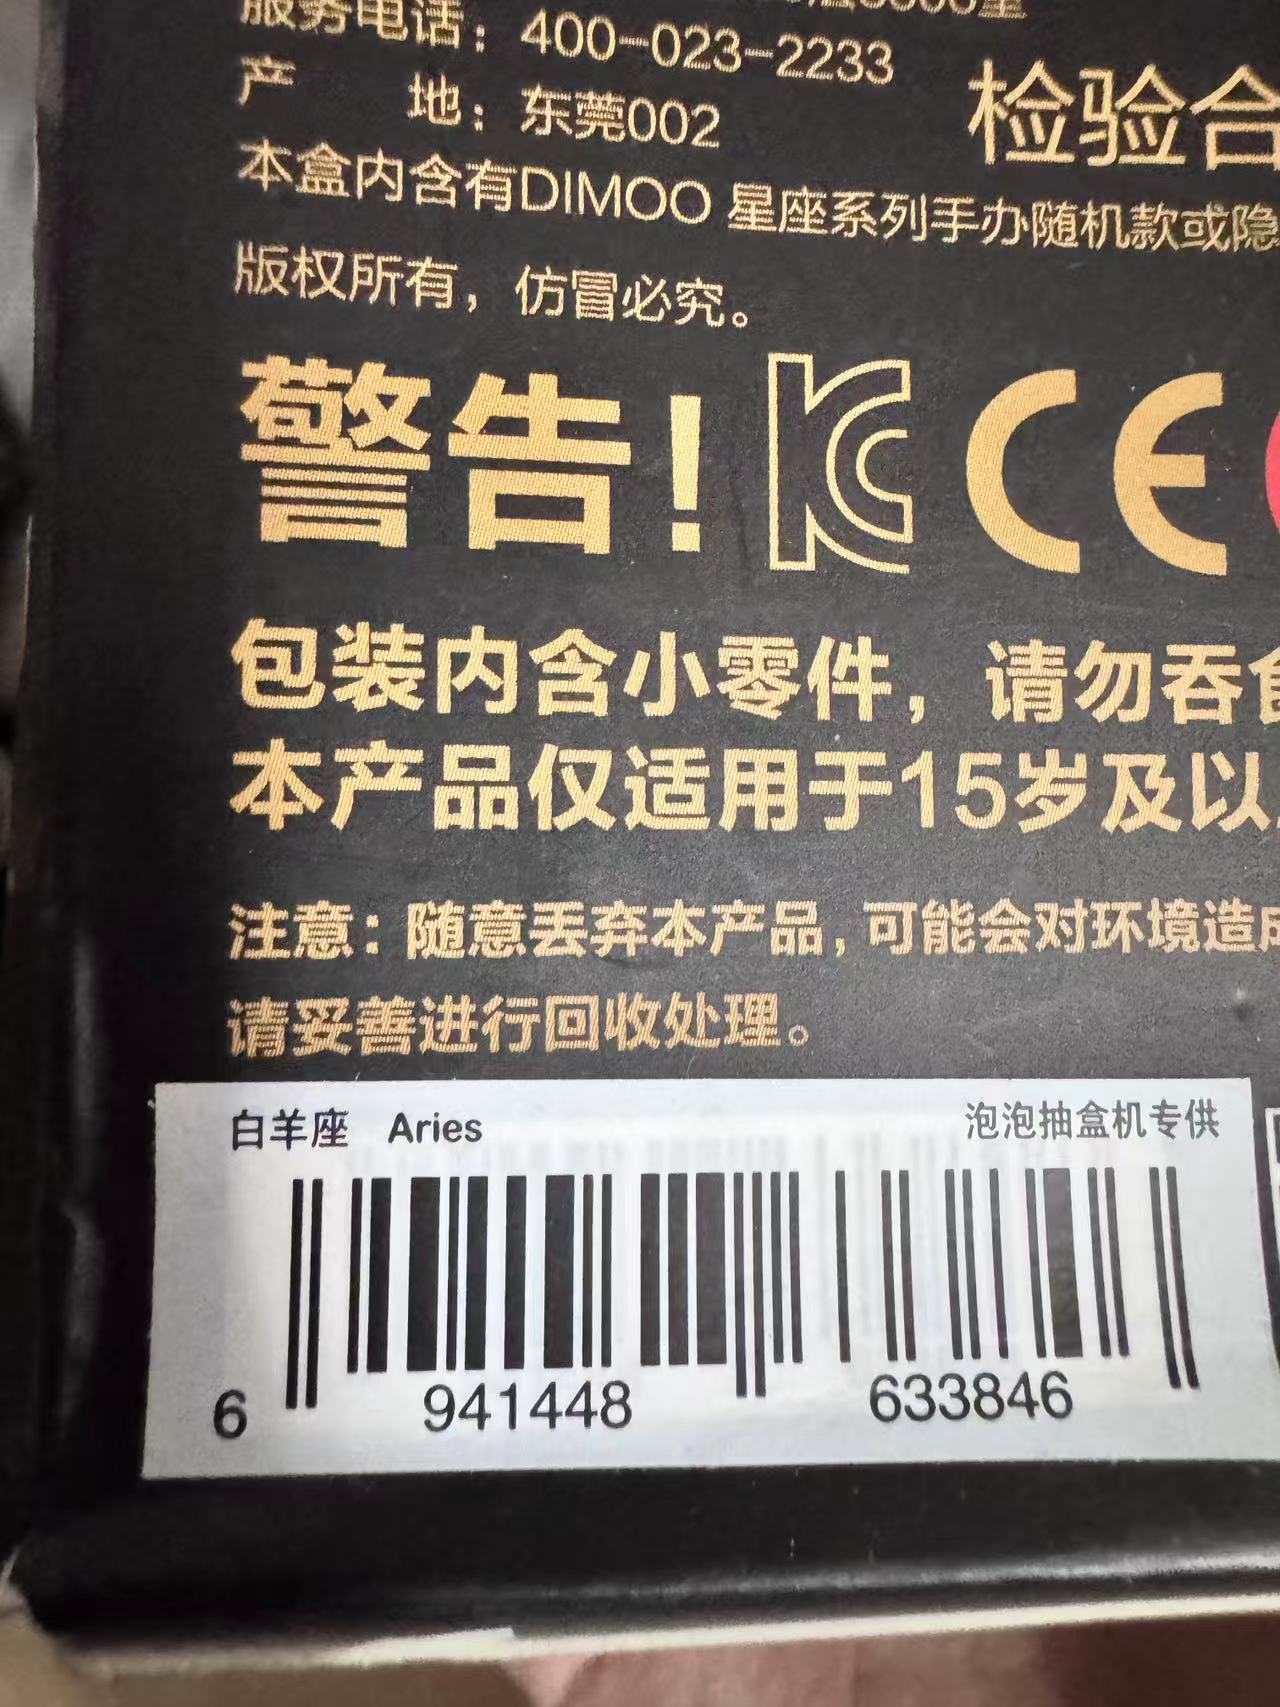 服务电话：400-023-2233
产　　地：东莞002
检验合
本盒内含有DIMOO 星座系列手办随机款或隐
版权所有，仿冒必究。
警告！KC CE
包装内含小零件，请勿吞食
本产品仅适用于15岁及以
注意：随意丢弃本产品，可能会对环境造成
请妥善进行回收处理。
白羊座 Aries 泡泡抽盒机专供
6 941448 633846